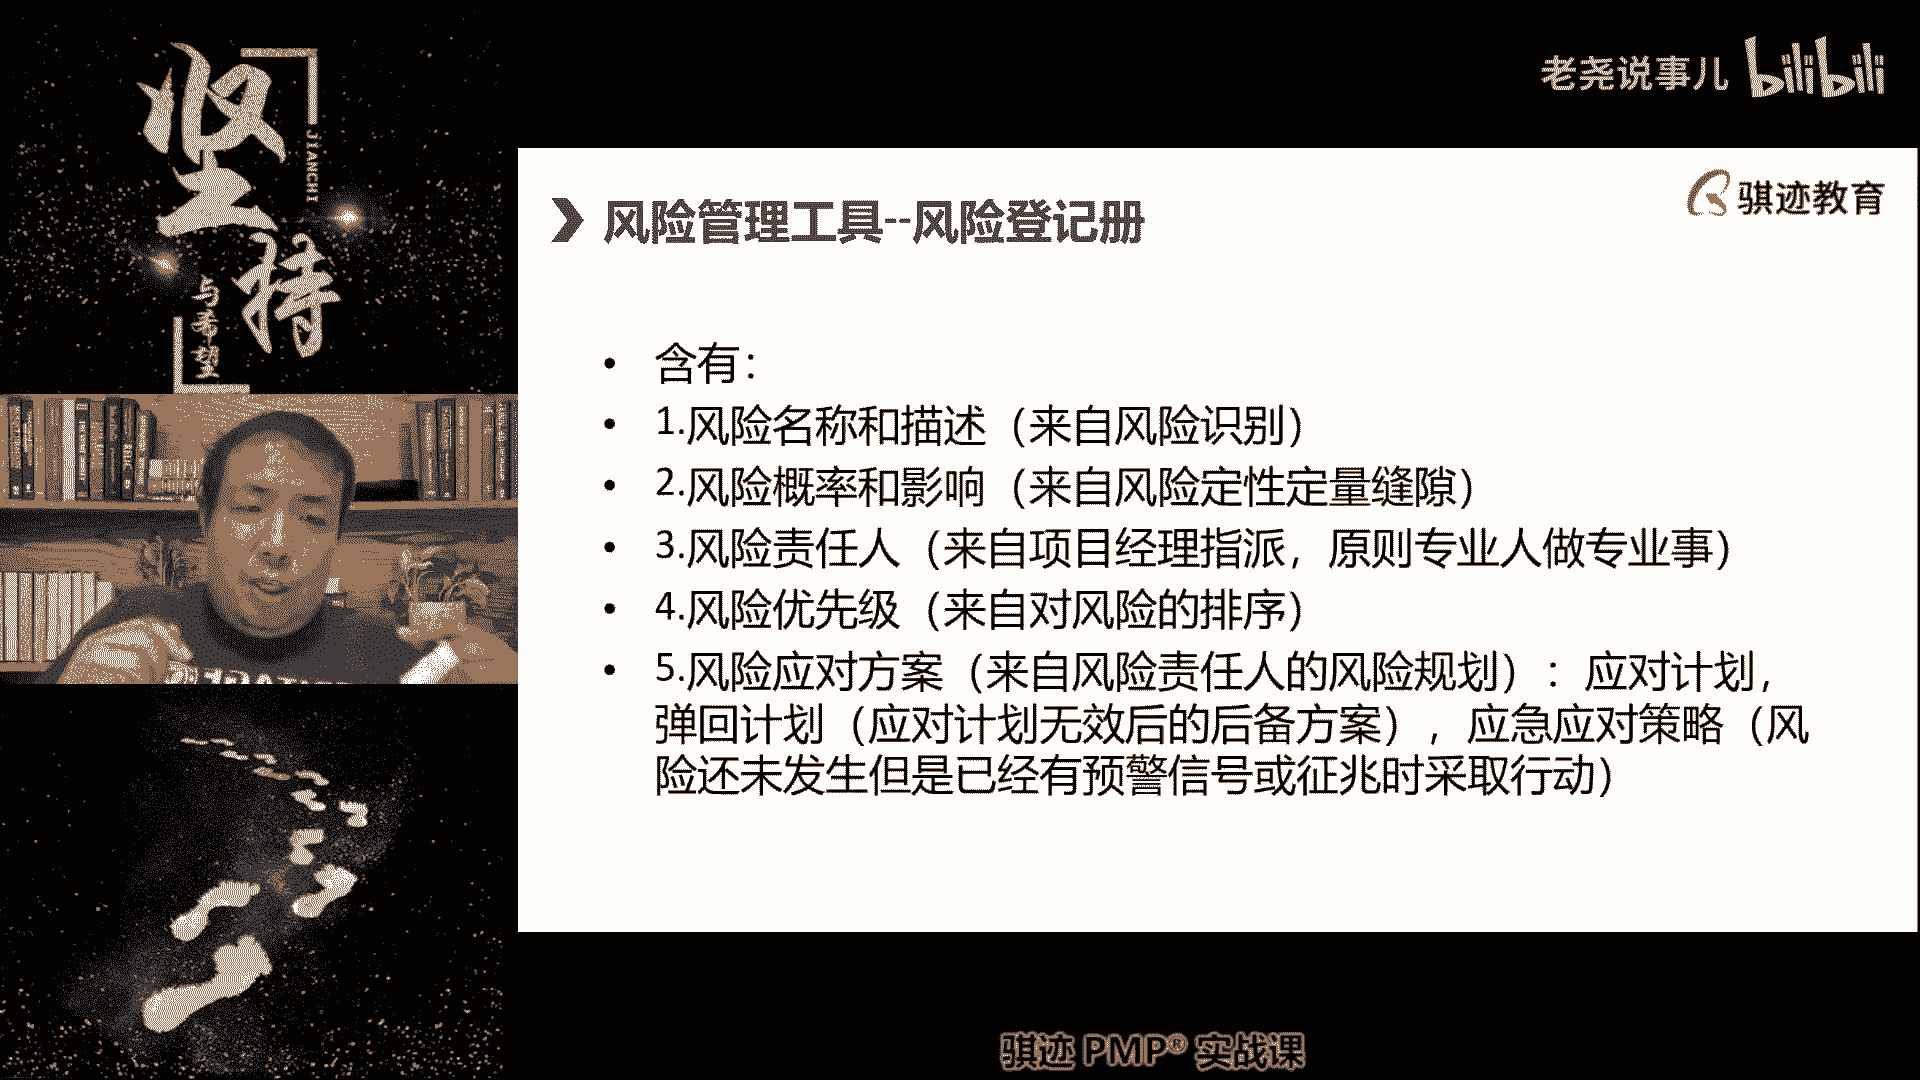 坚持
JIANCHI
与希望
老尧说事儿 bilibili
骐迹教育
风险管理工具--风险登记册
• 含有：
• 1.风险名称和描述（来自风险识别）
• 2.风险概率和影响（来自风险定性定量缝隙）
• 3.风险责任人（来自项目经理指派，原则专业人做专业事）
• 4.风险优先级（来自对风险的排序）
• 5.风险应对方案（来自风险责任人的风险规划）：应对计划，
弹回计划（应对计划无效后的后备方案），应急应对策略（风
险还未发生但是已经有预警信号或征兆时采取行动）
骐迹 PMP® 实战课